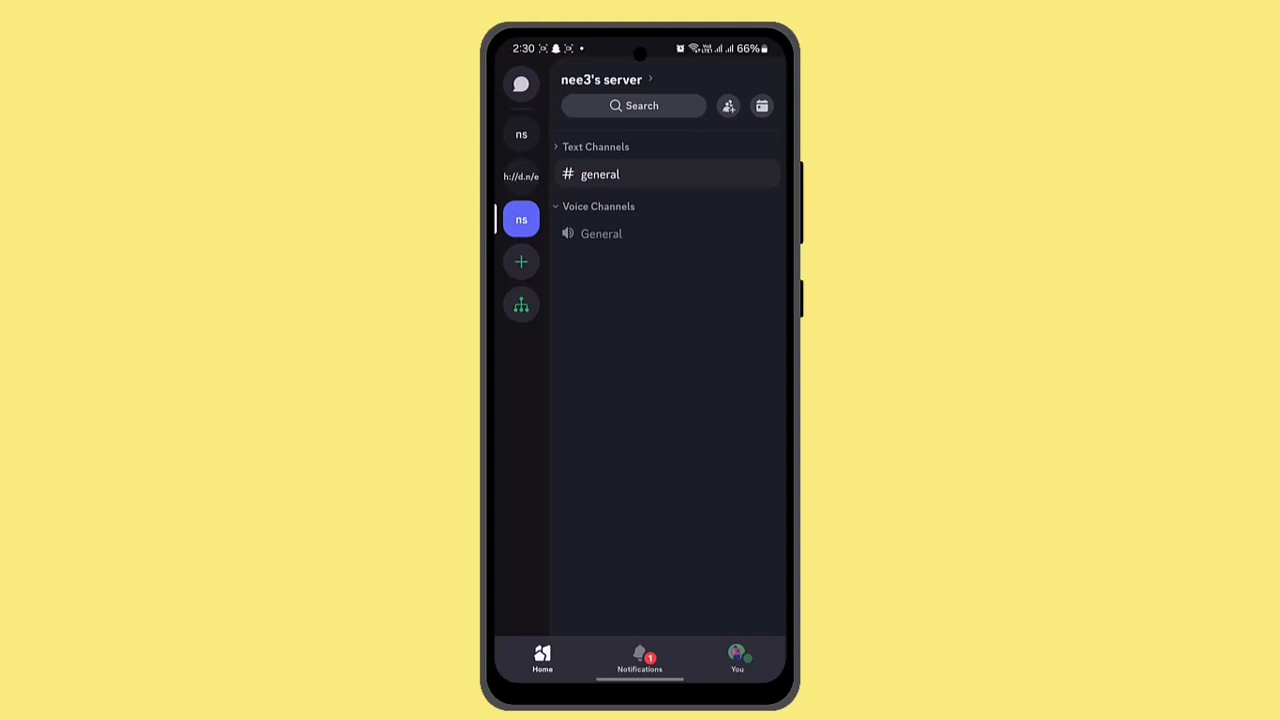 2:30
66%
nee3's server
Search
ns
Text Channels
# general
h://d.n/e
Voice Channels
ns
General
1
Home
Notifications
You